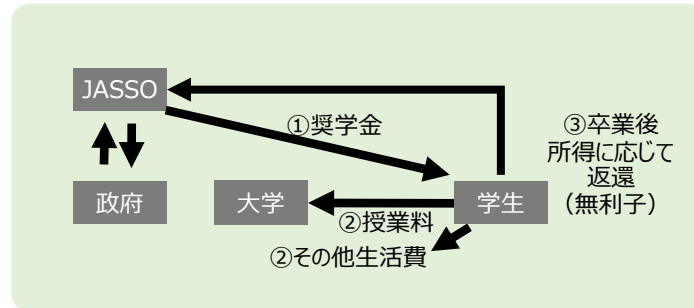 JASSO
①奨学金
③卒業後
所得に応じて
返還
（無利子）
政府
大学
学生
②授業料
②その他生活費